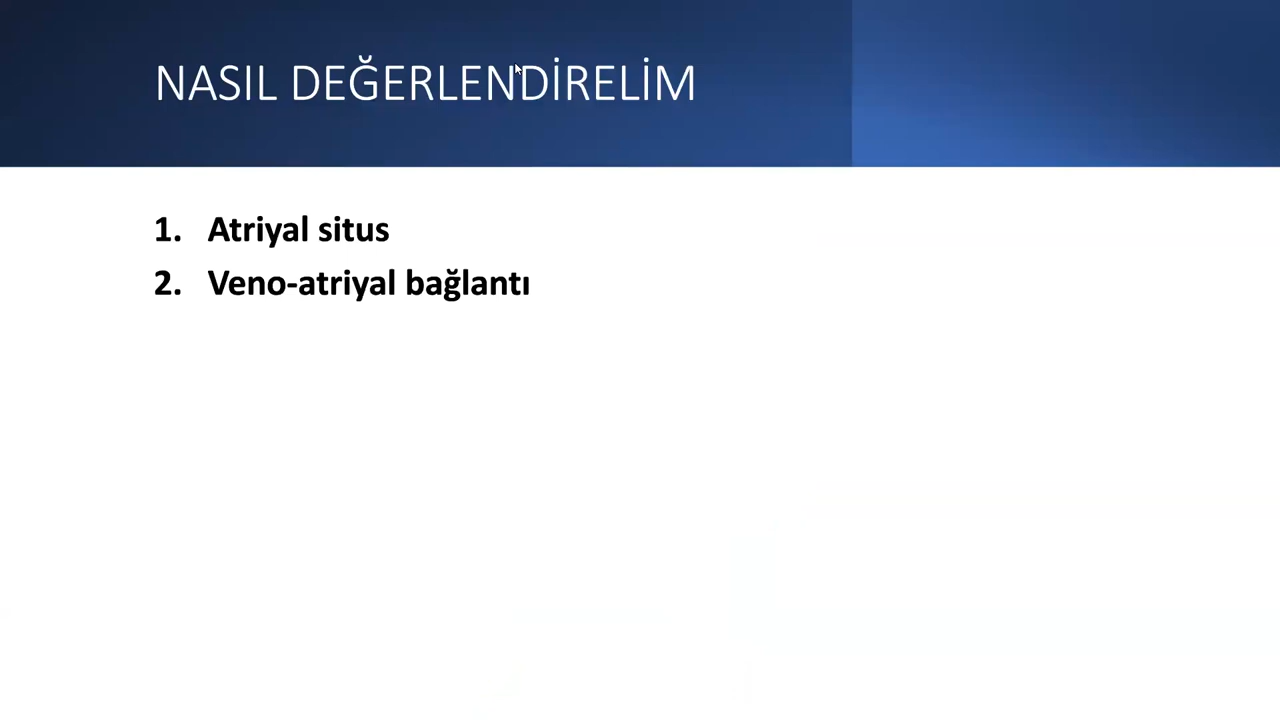 NASIL DEĞERLENDİRELİM
1. Atriyal situs
2. Veno-atriyal bağlantı